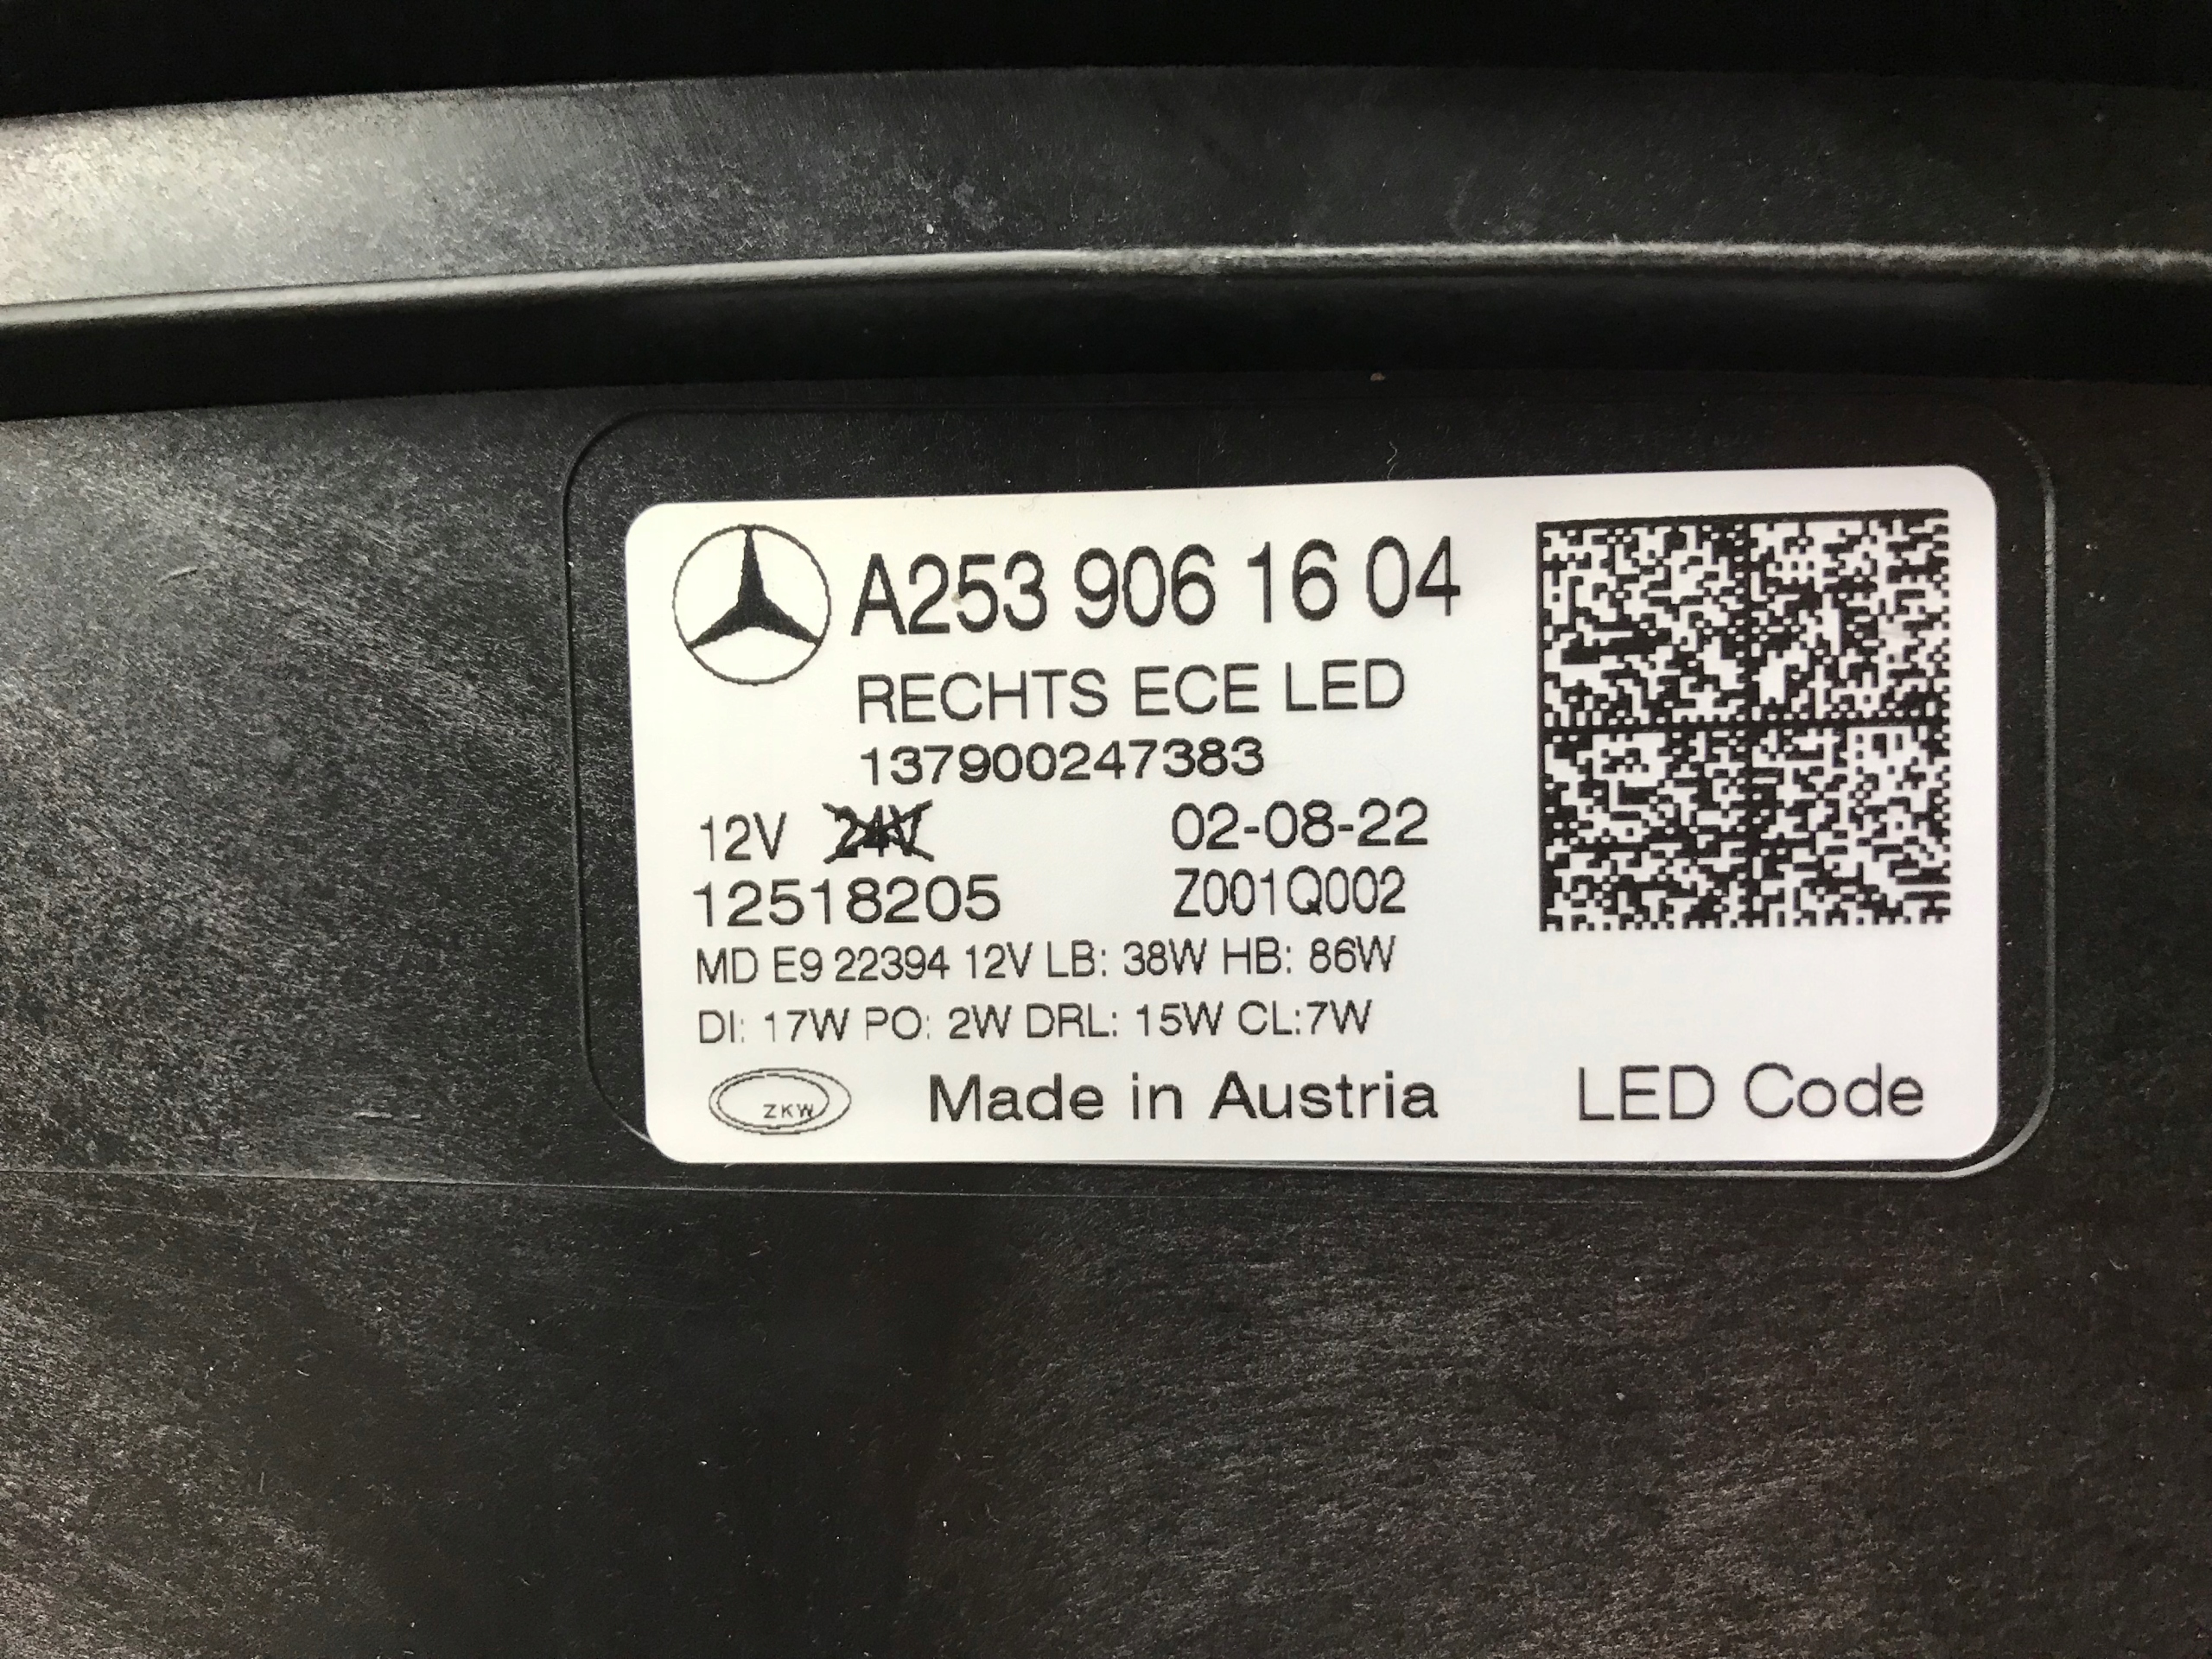 A253 906 16 04
RECHTS ECE LED
137900247383
12V 24V 02-08-22
12518205 Z001Q002
MD E9 22394 12V LB: 38W HB: 86W
DI: 17W PO: 2W DRL: 15W CL:7W
ZKW Made in Austria LED Code